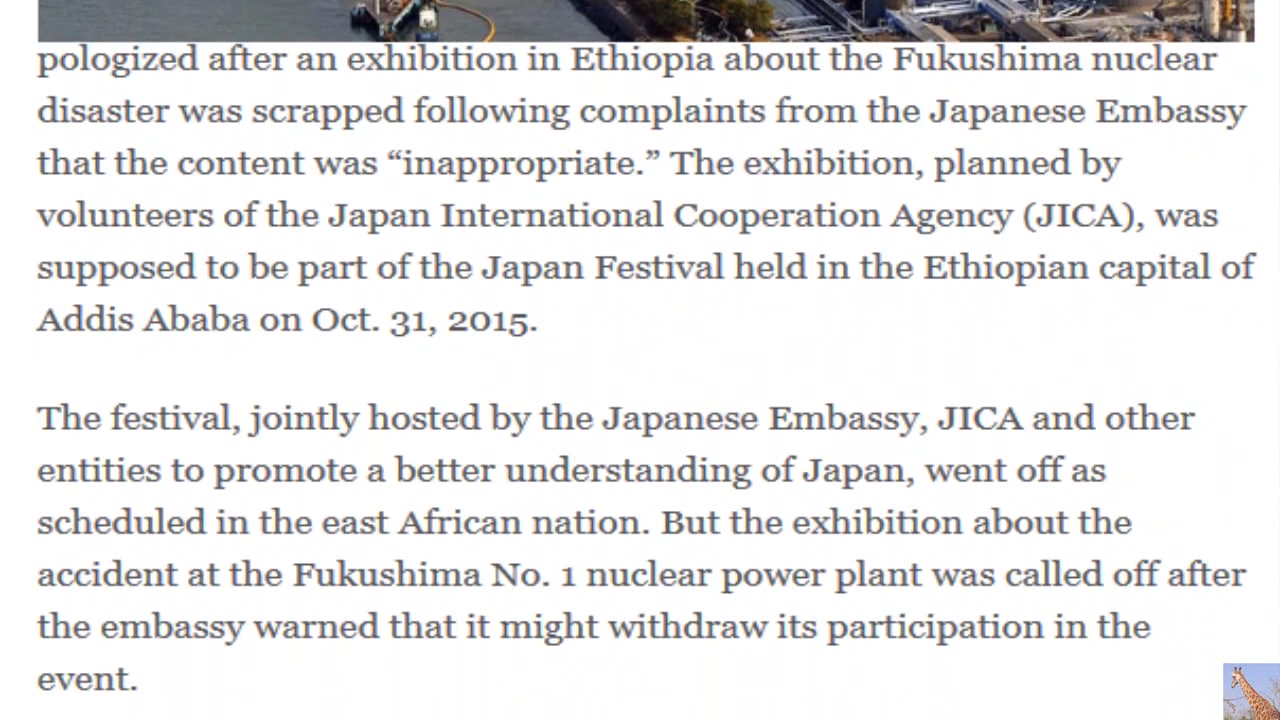 pologized after an exhibition in Ethiopia about the Fukushima nuclear
disaster was scrapped following complaints from the Japanese Embassy
that the content was “inappropriate.” The exhibition, planned by
volunteers of the Japan International Cooperation Agency (JICA), was
supposed to be part of the Japan Festival held in the Ethiopian capital of
Addis Ababa on Oct. 31, 2015.
The festival, jointly hosted by the Japanese Embassy, JICA and other
entities to promote a better understanding of Japan, went off as
scheduled in the east African nation. But the exhibition about the
accident at the Fukushima No. 1 nuclear power plant was called off after
the embassy warned that it might withdraw its participation in the
event.